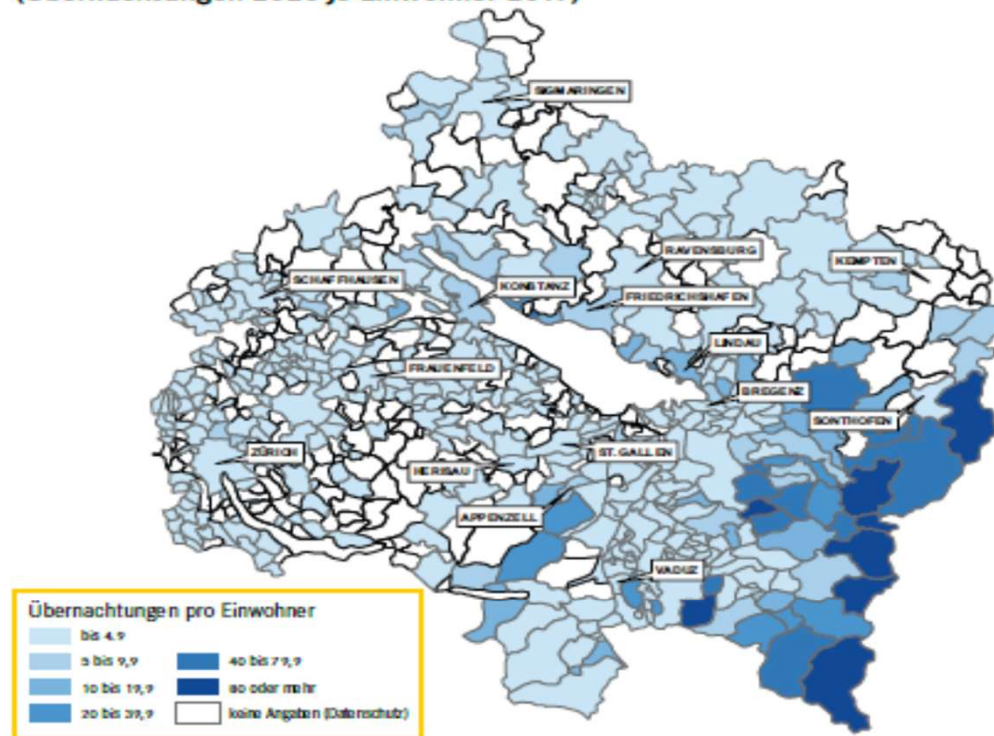 SIGMARINGEN
RAVENSBURG
KEMPTEN
SCHAFFHAUSEN
KONSTANZ
FRIEDRICHSHAFEN
LINDAU
FRAUENFELD
BREGENZ
SONTHOFEN
ZÜRICH
HERISAU
ST.GALLEN
APPENZELL
VADUZ
Übernachtungen pro Einwohner
bis 4,9
5 bis 9,9
40 bis 79,9
10 bis 19,9
80 oder mehr
20 bis 39,9
keine Angaben (Datenschutz)